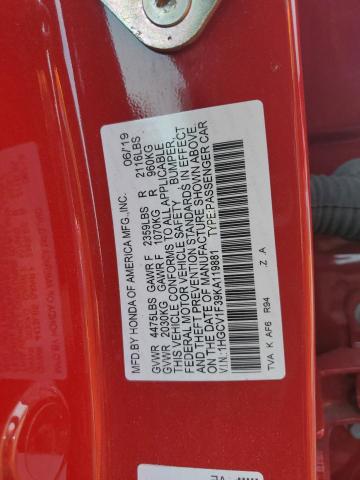 MFD.BY HONDA OF AMERICA MFG.,INC. 06/'19
GVWR 4475LBS GAWR F 2359LBS R 2116LBS
GVWR 2030KG GAWR F 1070KG R 960KG
THIS VEHICLE CONFORMS TO ALL APPLICABLE
FEDERAL MOTOR VEHICLE SAFETY, BUMPER,
AND THEFT PREVENTION STANDARDS IN EFFECT
ON THE DATE OF MANUFACTURE SHOWN ABOVE.
V.I.N.:1HGCV1F39KA119881 TYPE:PASSENGER CAR
Z A
TVA K AF6 R94